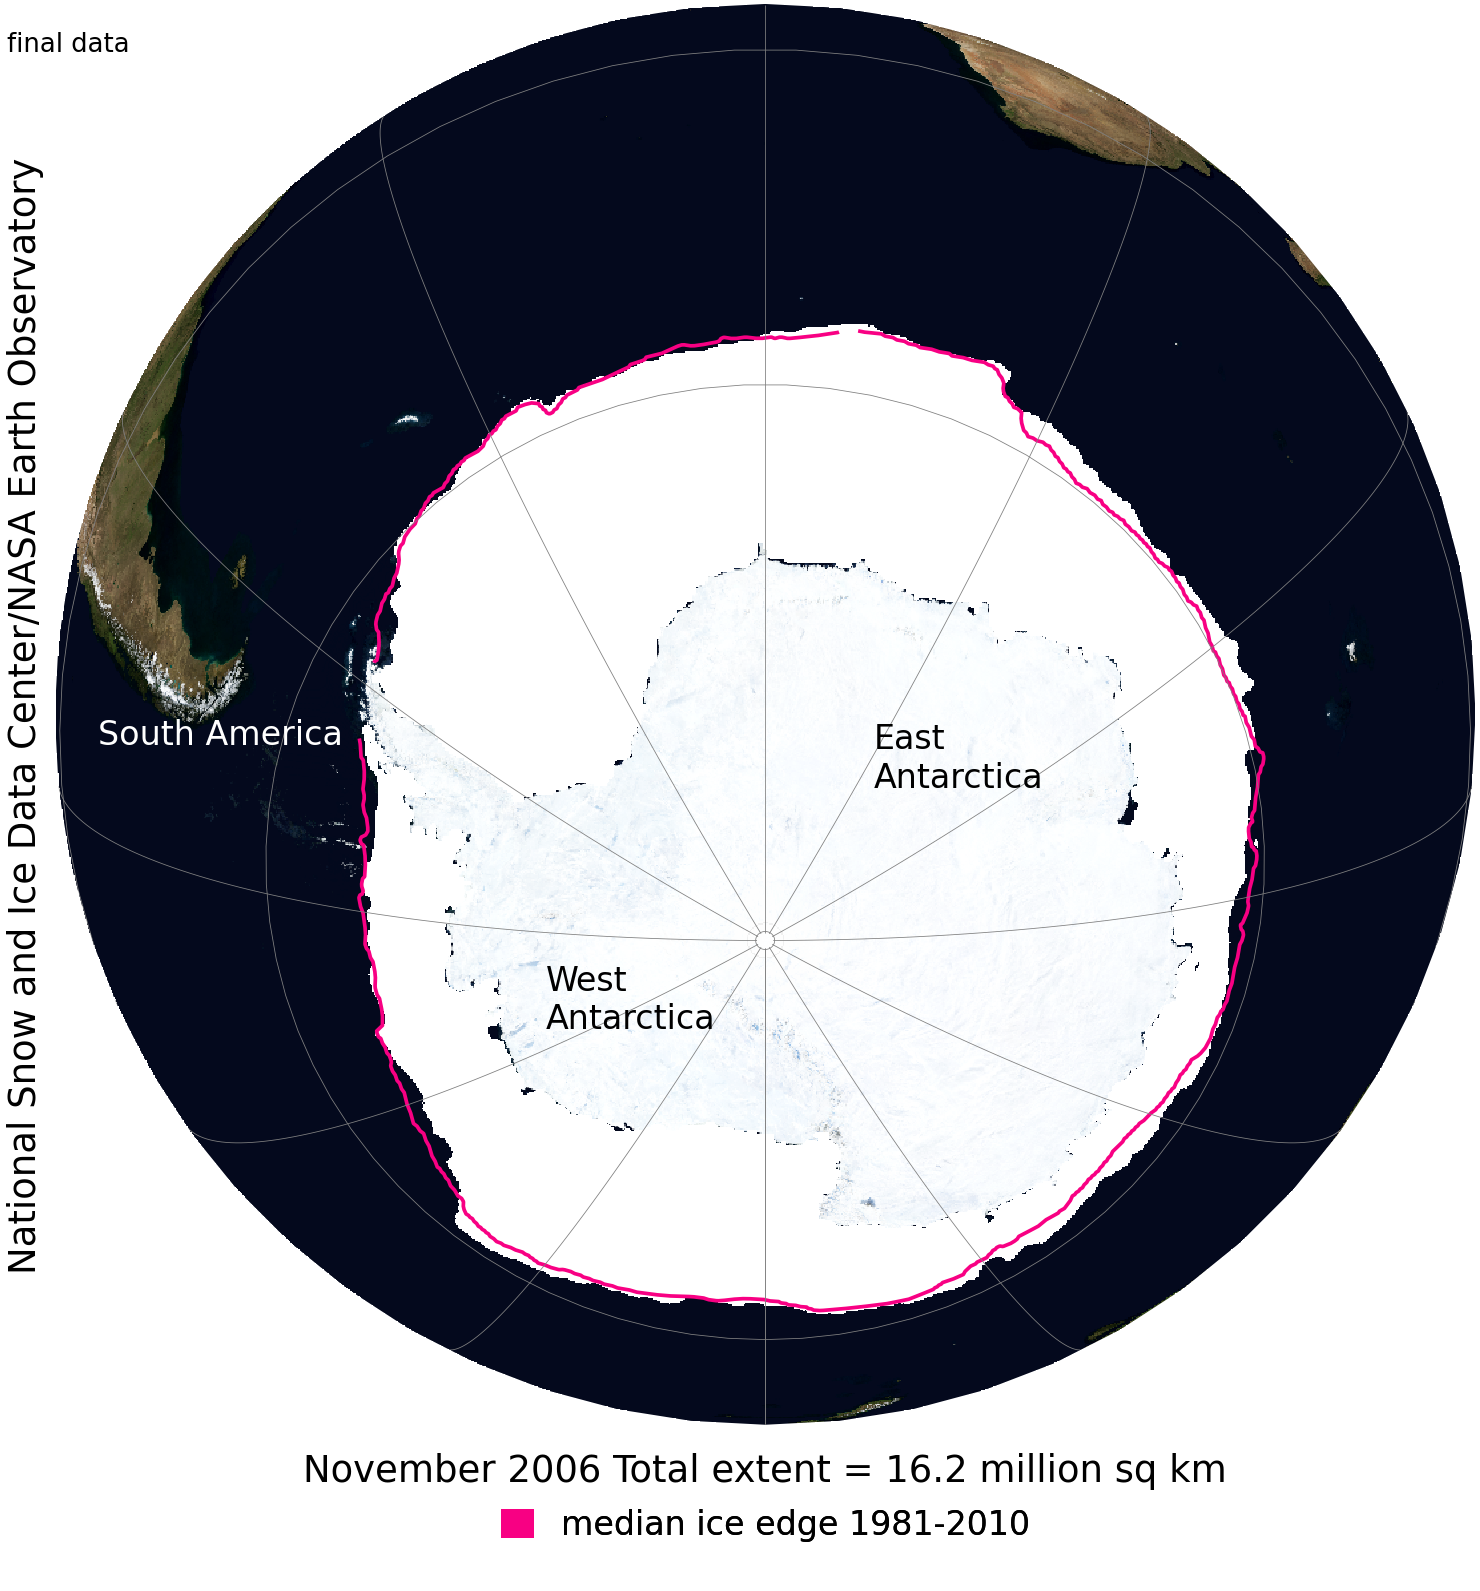 final data
National Snow and Ice Data Center/NASA Earth Observatory
South America
East
Antarctica
West
Antarctica
November 2006 Total extent = 16.2 million sq km
median ice edge 1981-2010